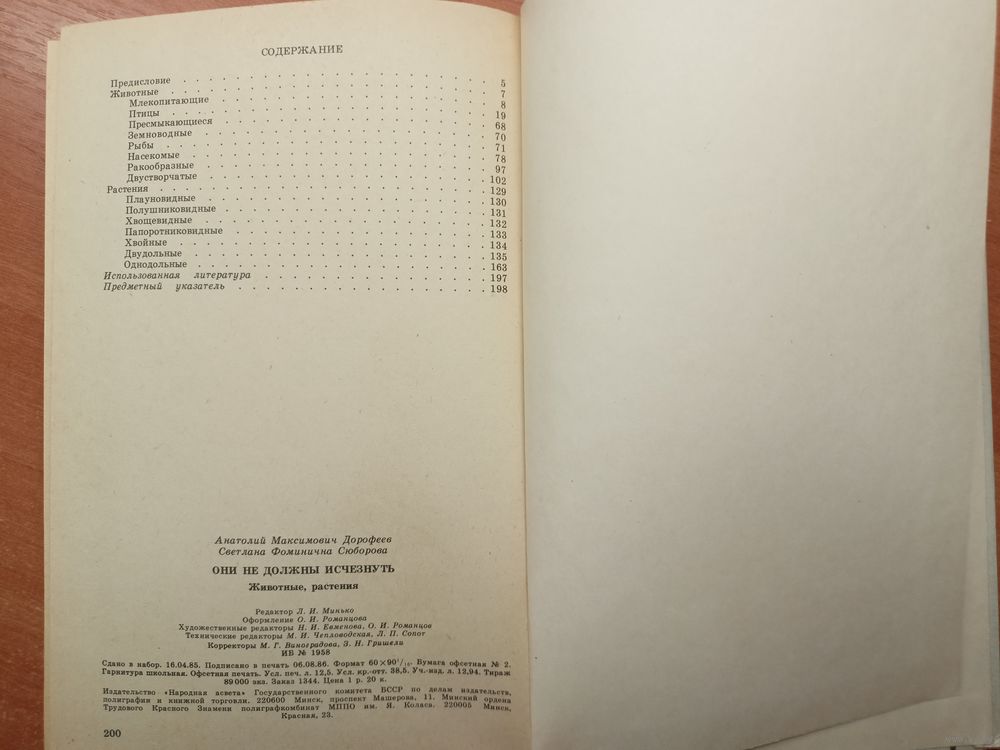 СОДЕРЖАНИЕ
Предисловие . . . . . . . . . . . . . . . . . . . . 5
Животные . . . . . . . . . . . . . . . . . . . . 7
Млекопитающие . . . . . . . . . . . . . . . . . . 8
Птицы . . . . . . . . . . . . . . . . . . . . 19
Пресмыкающиеся . . . . . . . . . . . . . . . . . . 68
Земноводные . . . . . . . . . . . . . . . . . . 70
Рыбы . . . . . . . . . . . . . . . . . . . . 71
Насекомые . . . . . . . . . . . . . . . . . . . 78
Ракообразные . . . . . . . . . . . . . . . . . . 97
Двустворчатые . . . . . . . . . . . . . . . . . . 102
Растения . . . . . . . . . . . . . . . . . . . . 129
Плауновидные . . . . . . . . . . . . . . . . . . 130
Полушниковидные . . . . . . . . . . . . . . . . . 131
Хвощевидные . . . . . . . . . . . . . . . . . . 132
Папоротниковидные . . . . . . . . . . . . . . . . 133
Хвойные . . . . . . . . . . . . . . . . . . . 134
Двудольные . . . . . . . . . . . . . . . . . . 135
Однодольные . . . . . . . . . . . . . . . . . . 163
Использованная литература . . . . . . . . . . . . . . 197
Предметный указатель . . . . . . . . . . . . . . . . 198
Анатолий Максимович Дорофеев
Светлана Фоминична Сюборова
ОНИ НЕ ДОЛЖНЫ ИСЧЕЗНУТЬ
Животные, растения
Редактор Л. И. Минько
Оформление О. И. Романцова
Художественные редакторы Н. И. Евменова, О. И. Романцов
Технические редакторы М. И. Чепловодская, Л. П. Сопот
Корректоры М. Г. Виноградова, З. Н. Гришели
ИБ № 1958
Сдано в набор. 16.04.85. Подписано в печать 06.08.86. Формат 60×90¹/₁₆. Бумага офсетная № 2.
Гарнитура школьная. Офсетная печать. Усл. печ. л. 12,5. Усл. кр.-отт. 38,5. Уч.-изд. л. 12,94. Тираж
89 000 экз. Заказ 1344. Цена 1 р. 20 к.
Издательство «Народная асвета» Государственного комитета БССР по делам издательств,
полиграфии и книжной торговли. 220600 Минск, проспект Машерова, 11. Минский ордена
Трудового Красного Знамени полиграфкомбинат МППО им. Я. Коласа. 220005 Минск,
Красная, 23.
200